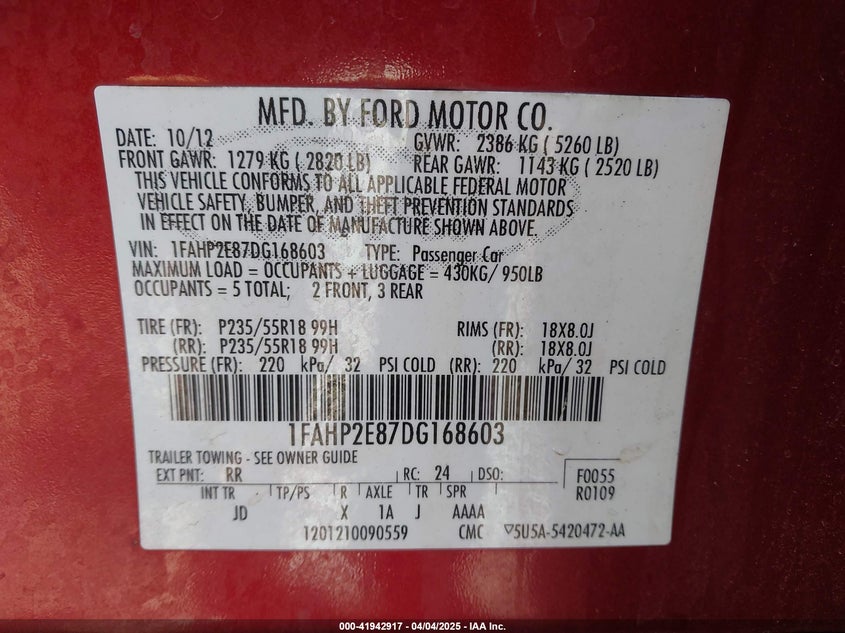 MFD. BY FORD MOTOR CO.
DATE: 10/12 GVWR: 2386 KG ( 5260 LB)
FRONT GAWR: 1279 KG ( 2820 LB) REAR GAWR: 1143 KG ( 2520 LB)
THIS VEHICLE CONFORMS TO ALL APPLICABLE FEDERAL MOTOR
VEHICLE SAFETY, BUMPER, AND THEFT PREVENTION STANDARDS
IN EFFECT ON THE DATE OF MANUFACTURE SHOWN ABOVE.
VIN: 1FAHP2E87DG168603 TYPE: Passenger Car
MAXIMUM LOAD = OCCUPANTS + LUGGAGE = 430KG/ 950LB
OCCUPANTS = 5 TOTAL; 2 FRONT, 3 REAR
TIRE (FR): P235/55R18 99H RIMS (FR): 18X8.0J
(RR): P235/55R18 99H (RR): 18X8.0J
PRESSURE (FR): 220 kPa/ 32 PSI COLD (RR): 220 kPa/ 32 PSI COLD
1FAHP2E87DG168603
TRAILER TOWING - SEE OWNER GUIDE
EXT PNT: RR RC: 24 DSO: F0055
INT TR TP/PS R AXLE TR SPR R0109
JD X 1A J AAAA
1201210090559 CMC ▽5U5A-5420472-AA
000-41942917 - 04/04/2025 - IAA Inc.